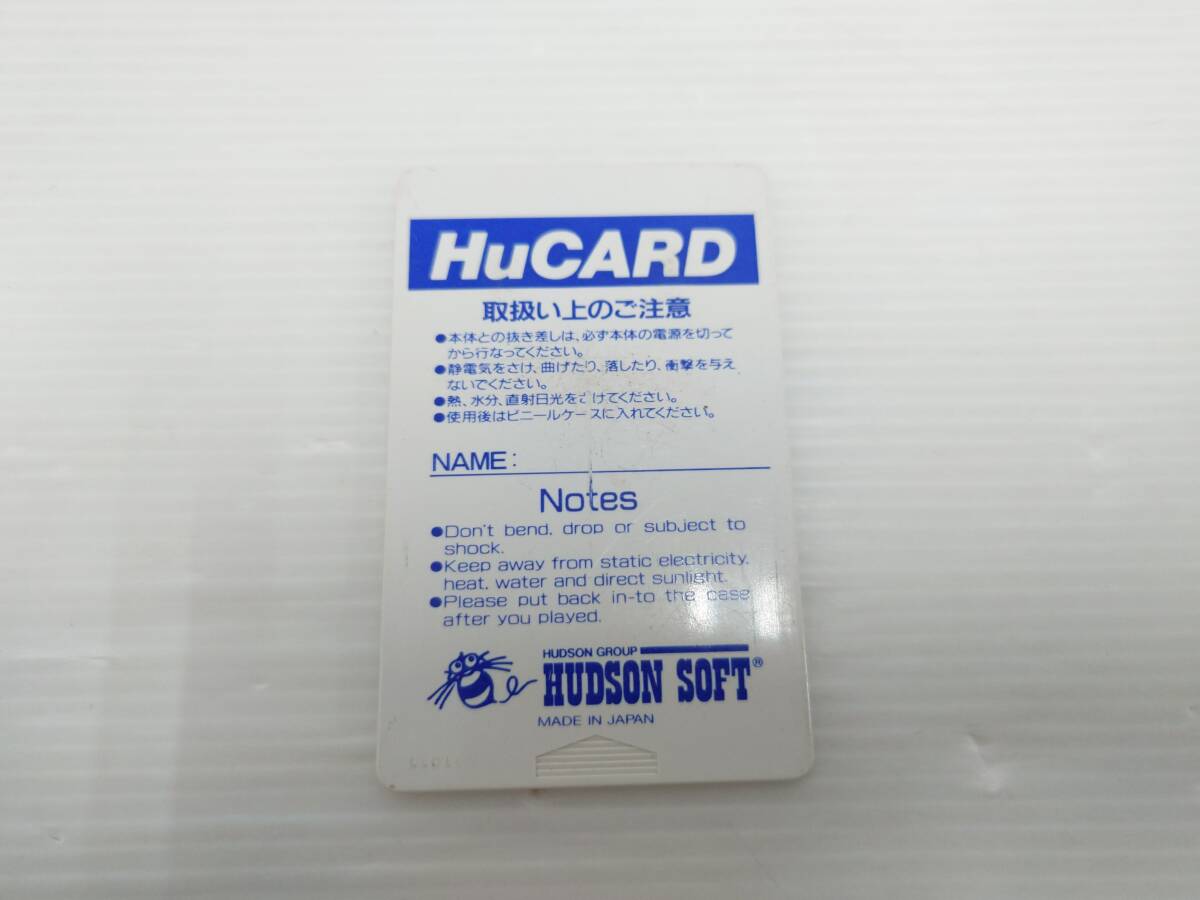 HuCARD
取扱い上のご注意
●本体との抜き差しは、必ず本体の電源を切って
から行なってください。
●静電気をさけ、曲げたり、落したり、衝撃を与え
ないでください。
●熱、水分、直射日光をさけてください。
●使用後はビニールケースに入れてください。
NAME:
Notes
●Don't bend, drop or subject to
shock.
●Keep away from static electricity,
heat, water and direct sunlight.
●Please put back in-to the case
after you played.
HUDSON GROUP
HUDSON SOFT®
MADE IN JAPAN